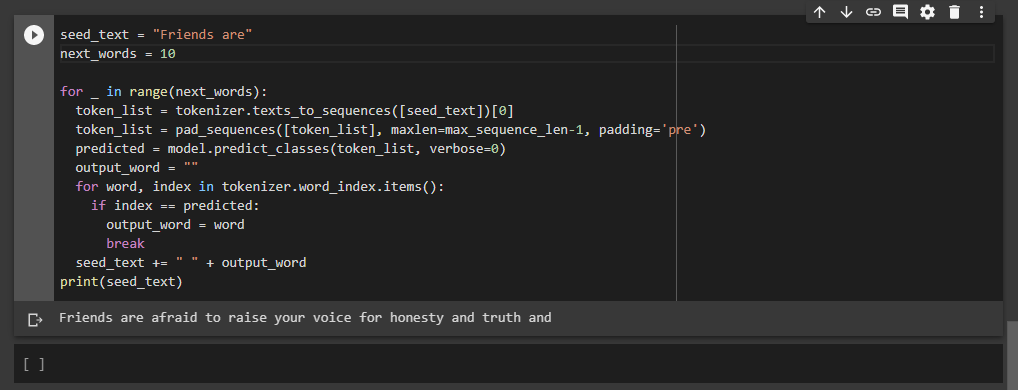 seed_text = "Friends are"
next_words = 10

for _ in range(next_words):
  token_list = tokenizer.texts_to_sequences([seed_text])[0]
  token_list = pad_sequences([token_list], maxlen=max_sequence_len-1, padding='pre')
  predicted = model.predict_classes(token_list, verbose=0)
  output_word = ""
  for word, index in tokenizer.word_index.items():
    if index == predicted:
      output_word = word
      break
  seed_text += " " + output_word
print(seed_text)
Friends are afraid to raise your voice for honesty and truth and
[ ]